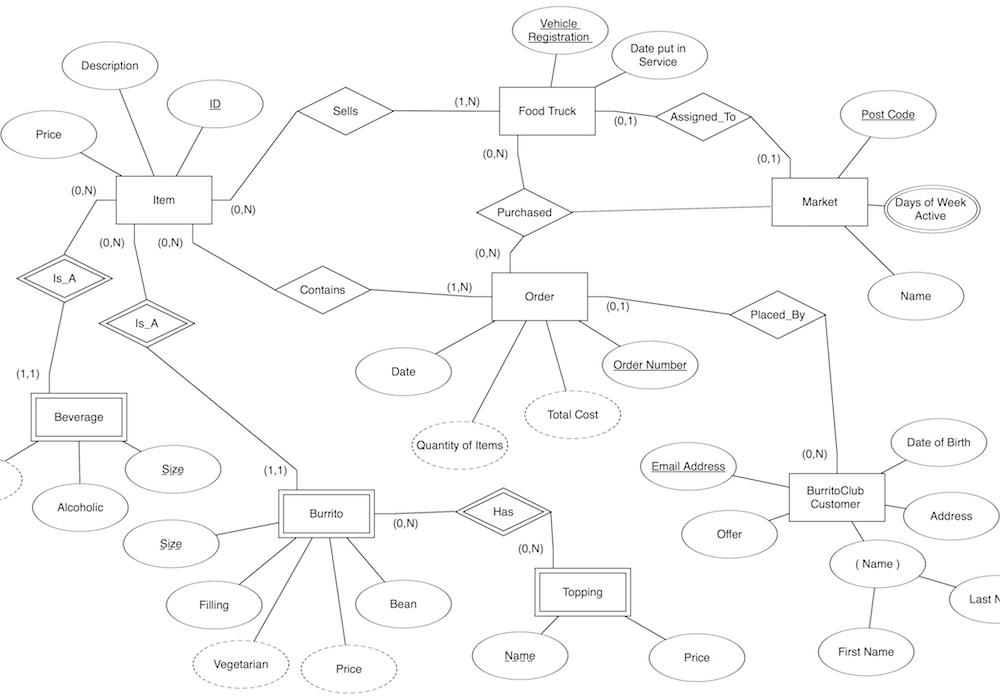 Vehicle
Registration
Date put in
Service
Description
ID
Price
Sells
(1,N)
Food Truck
(0,1)
Assigned_To
Post Code
(0,N)
(0,1)
(0,N)
Item
(0,N)
Market
Days of Week
Active
Purchased
(0,N)
(0,N)
(0,N)
Is_A
Contains
(1,N)
Order
(0,1)
Placed_By
Name
Is_A
(1,1)
Date
Order Number
Total Cost
Quantity of Items
Beverage
Size
Alcoholic
(1,1)
(0,N)
Date of Birth
Email Address
BurritoClub
Customer
Address
Offer
Burrito
(0,N)
Has
(0,N)
Size
( Name )
Filling
Bean
Topping
Last N
First Name
Vegetarian
Price
Name
Price